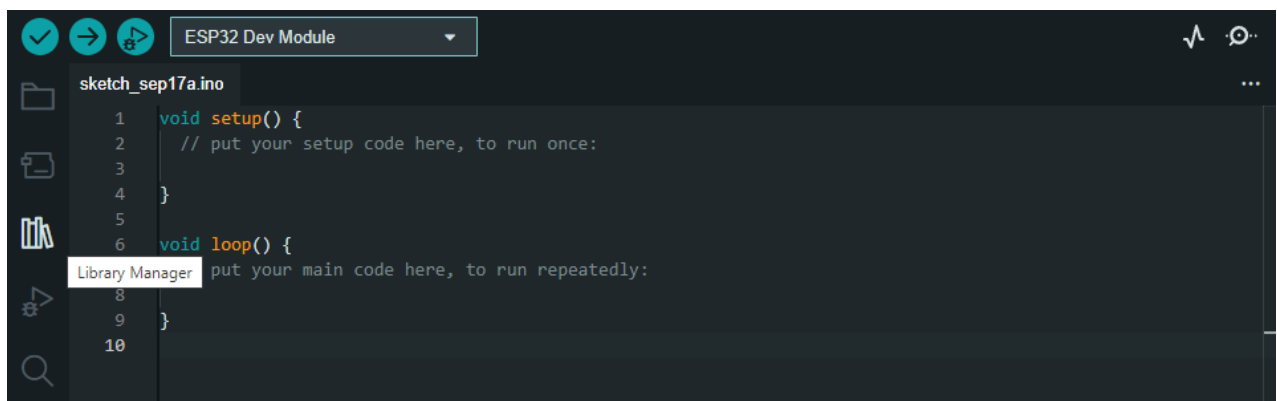 ESP32 Dev Module
sketch_sep17a.ino
1 void setup() {
2 // put your setup code here, to run once:
3
4 }
5
6 void loop() {
Library Manager put your main code here, to run repeatedly:
8
9 }
10